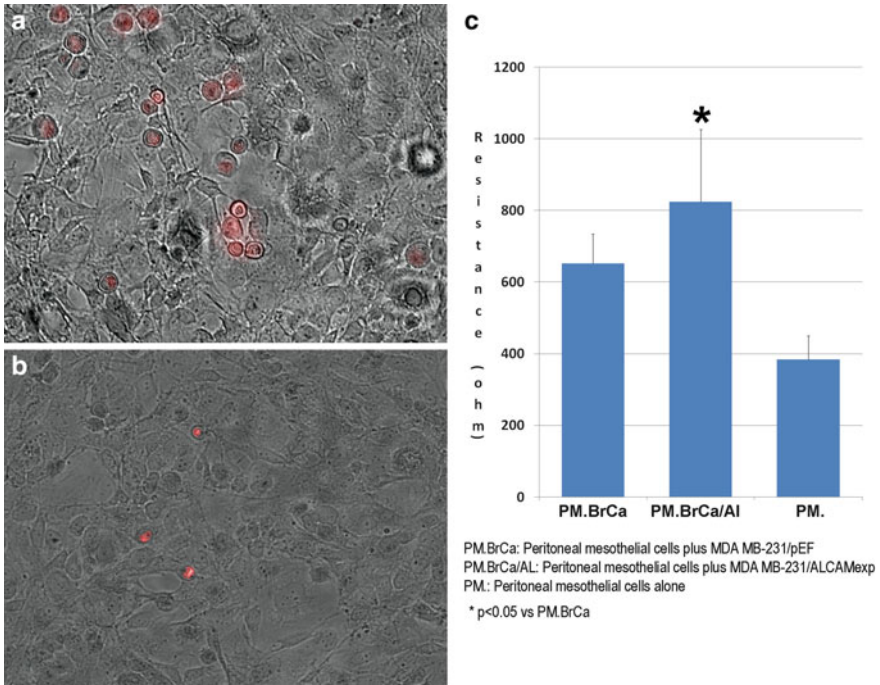 a
b
c
Resistance (ohm)
1200
1000
800
600
400
200
0
*
PM.BrCa
PM.BrCa/Al
PM.
PM.BrCa: Peritoneal mesothelial cells plus MDA MB-231/pEF
PM.BrCa/AL: Peritoneal mesothelial cells plus MDA MB-231/ALCAMexp
PM.: Peritoneal mesothelial cells alone
* p<0.05 vs PM.BrCa